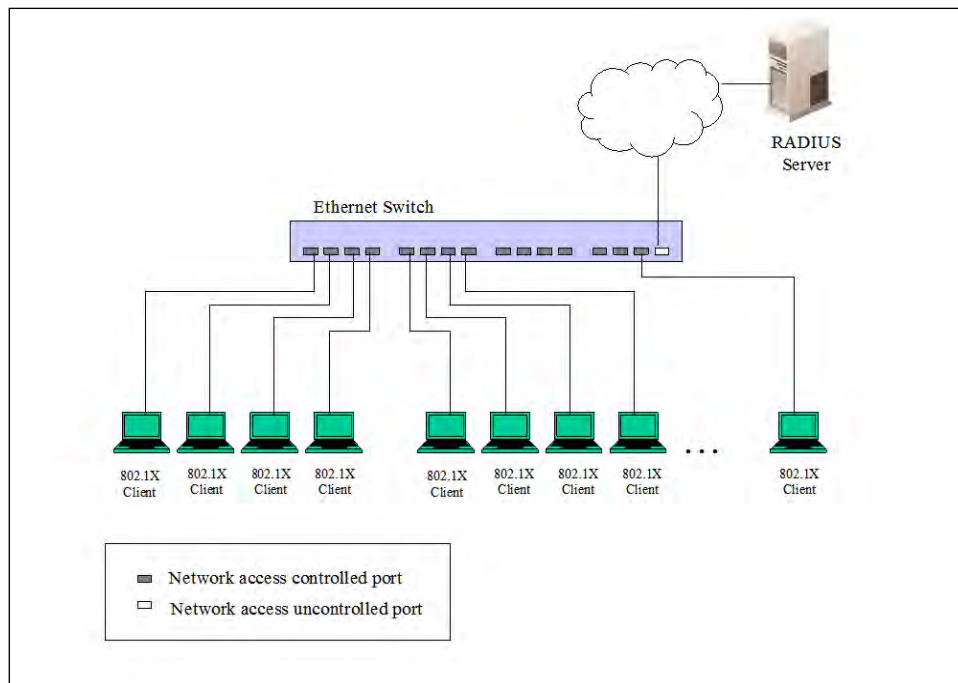 RADIUS
Server
Ethernet Switch
802.1X
Client
802.1X
Client
802.1X
Client
802.1X
Client
802.1X
Client
802.1X
Client
802.1X
Client
802.1X
Client
. . .
802.1X
Client
Network access controlled port
Network access uncontrolled port